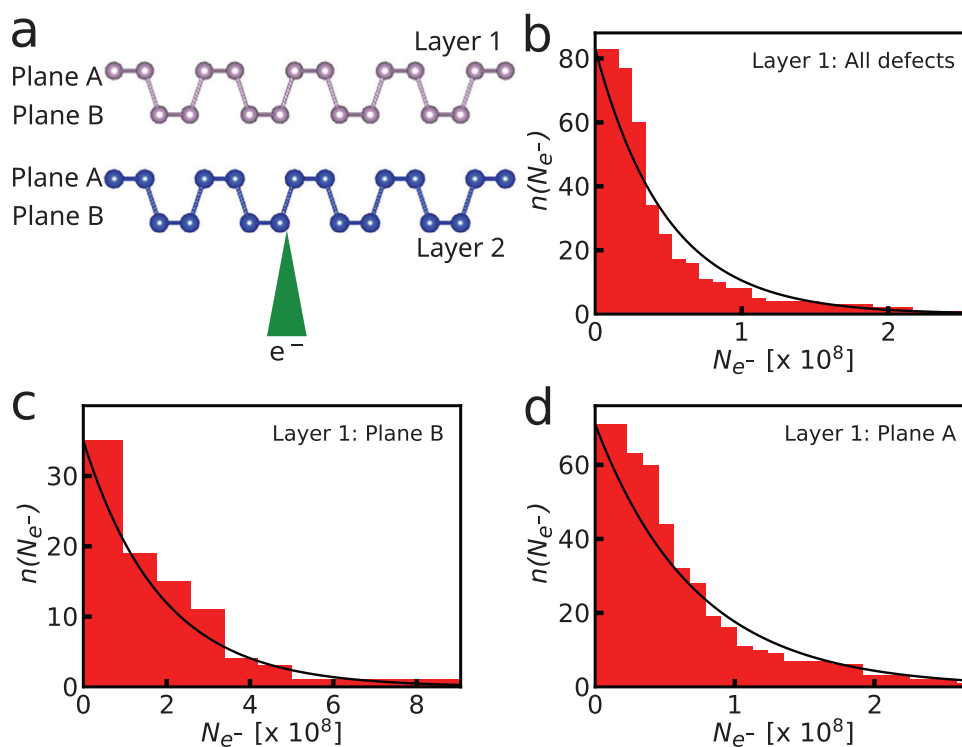 a
Layer 1
Plane A
Plane B
Plane A
Plane B
Layer 2
e⁻
b
Layer 1: All defects
n(Nₑ-)
80
60
40
20
0
0 1 2
Nₑ- [x 10⁸]
c
Layer 1: Plane B
n(Nₑ-)
30
20
10
0
0 2 4 6 8
Nₑ- [x 10⁸]
d
Layer 1: Plane A
n(Nₑ-)
60
40
20
0
0 1 2
Nₑ- [x 10⁸]